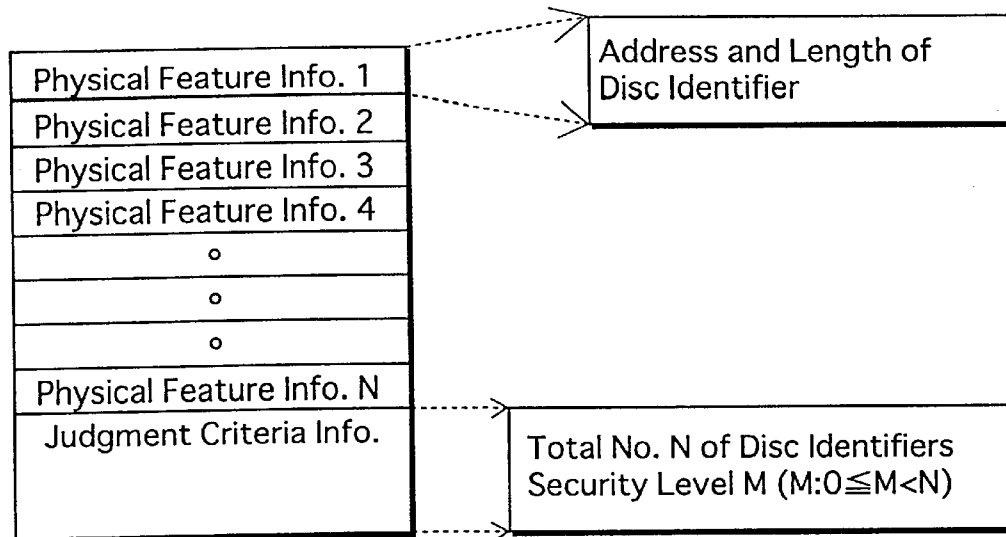 Physical Feature Info. 1
Physical Feature Info. 2
Physical Feature Info. 3
Physical Feature Info. 4
Physical Feature Info. N
Judgment Criteria Info.
Address and Length of
Disc Identifier
Total No. N of Disc Identifiers
Security Level M (M:0≦M<N)